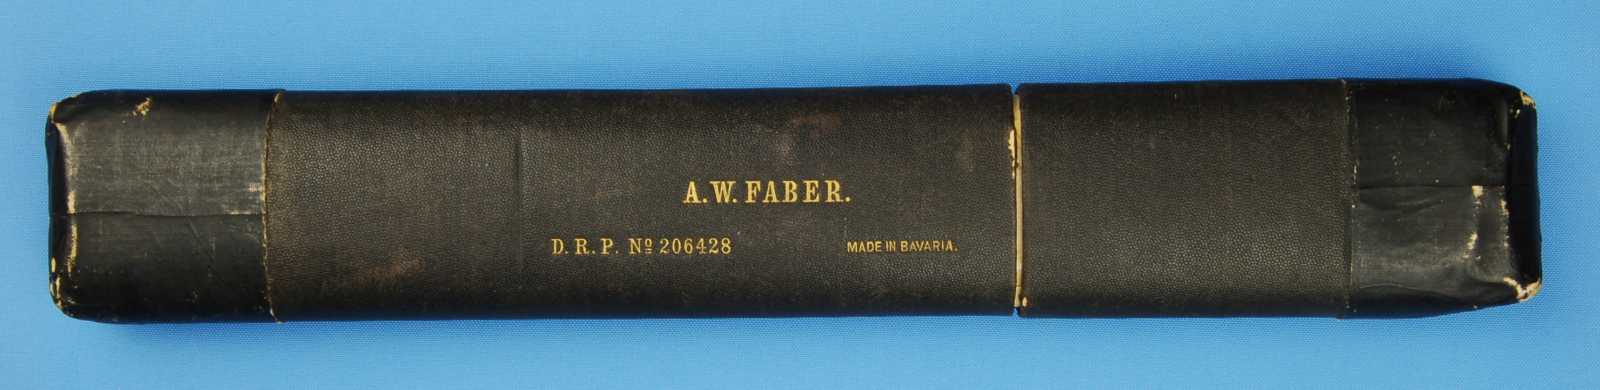 A. W. FABER.
D. R. P. Nº 206428 MADE IN BAVARIA.